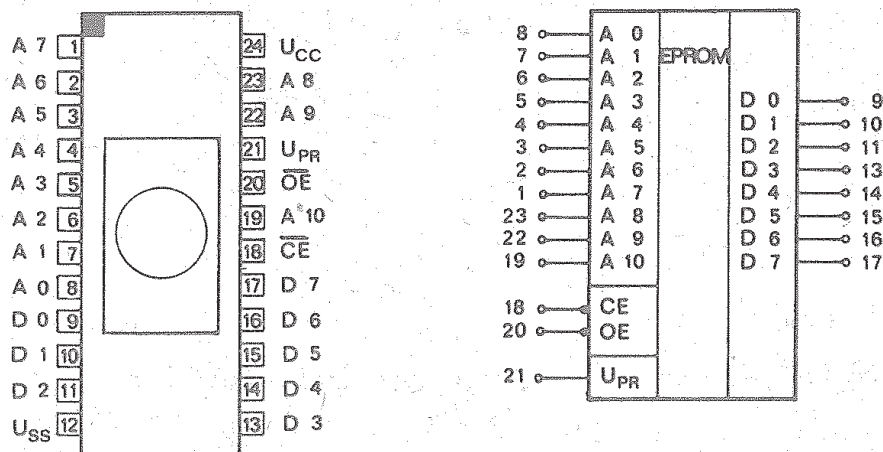 A 7 1 24 UCC
A 6 2 23 A 8
A 5 3 22 A 9
A 4 4 21 UPR
A 3 5 20 OE
A 2 6 19 A 10
A 1 7 18 CE
A 0 8 17 D 7
D 0 9 16 D 6
D 1 10 15 D 5
D 2 11 14 D 4
USS 12 13 D 3
8 A 0
7 A 1 EPROM
6 A 2
5 A 3 D 0 9
4 A 4 D 1 10
3 A 5 D 2 11
2 A 6 D 3 13
1 A 7 D 4 14
23 A 8 D 5 15
22 A 9 D 6 16
19 A 10 D 7 17
18 CE
20 OE
21 UPR